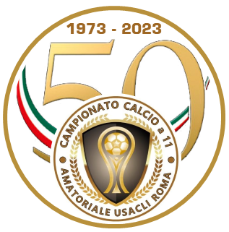 1973 - 2023
50
CAMPIONATO CALCIO a 11
AMATORIALE USACLI ROMA